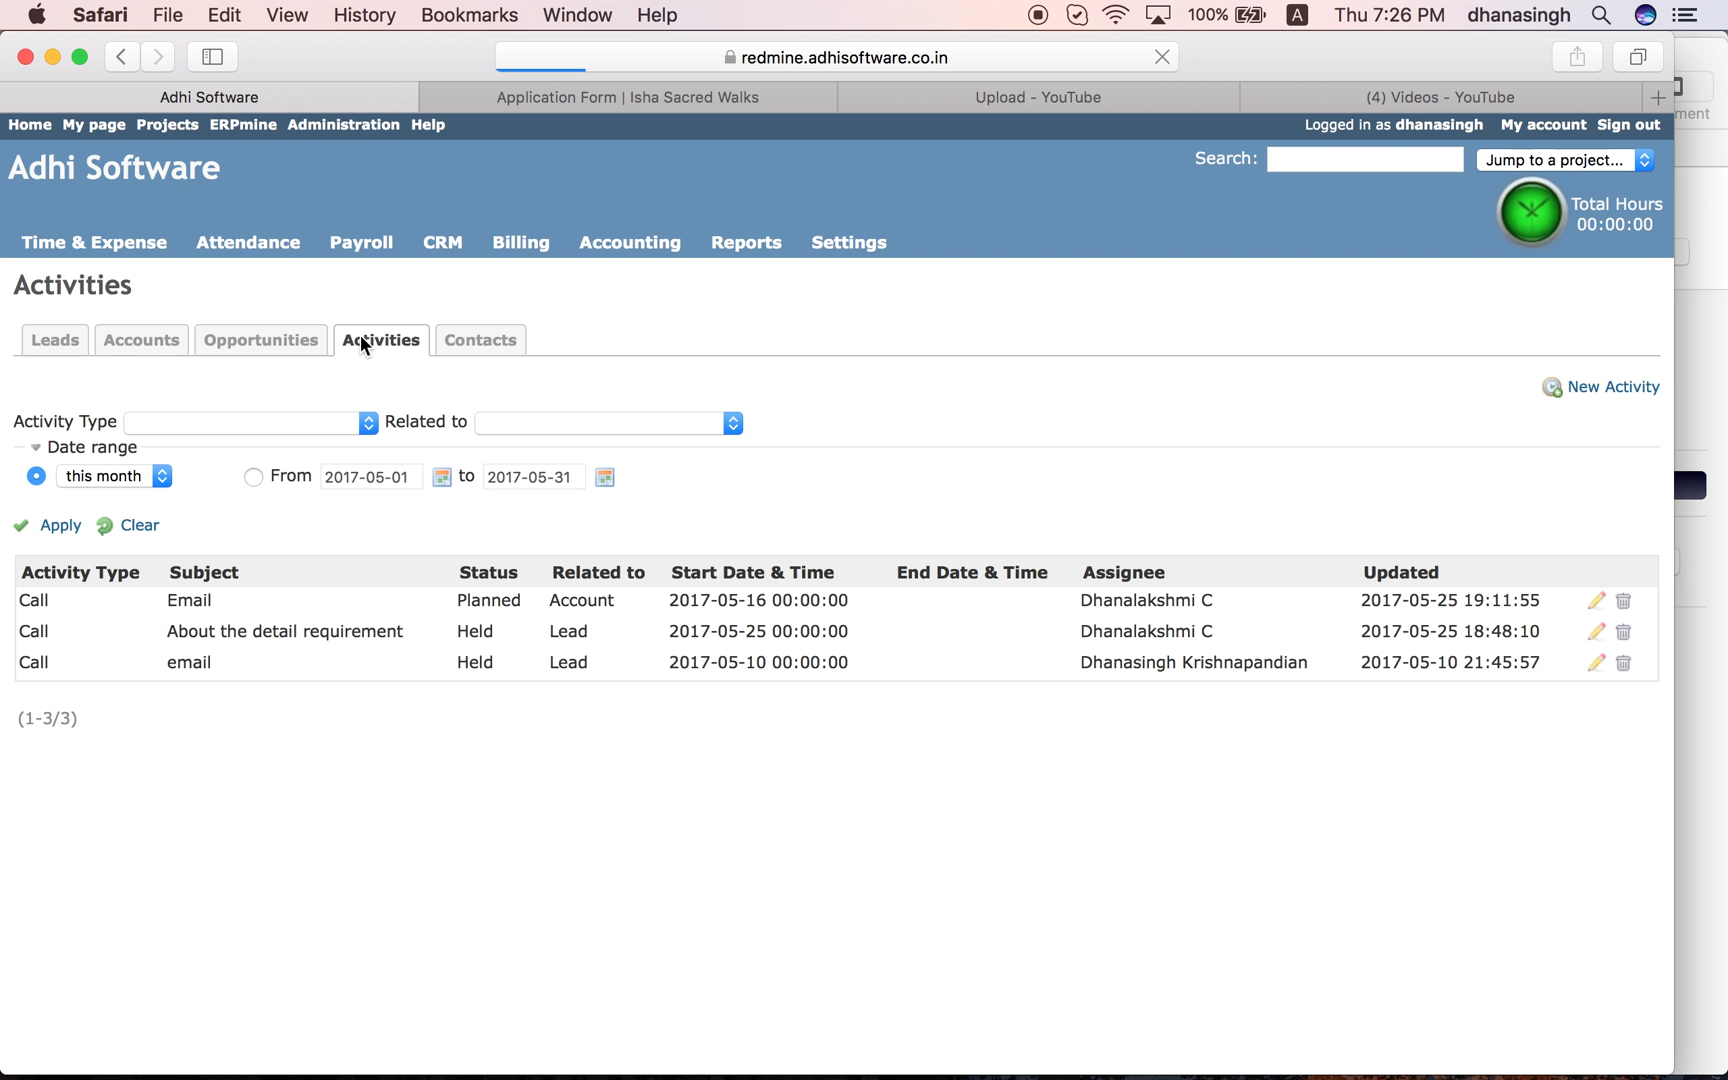 Safari File Edit View History Bookmarks Window Help 100% A Thu 7:26 PM dhanasingh
redmine.adhisoftware.co.in
Adhi Software Application Form | Isha Sacred Walks Upload - YouTube (4) Videos - YouTube
ment
Home My page Projects ERPmine Administration Help Logged in as dhanasingh My account Sign out
Adhi Software Search: Jump to a project...
Total Hours
00:00:00
Time & Expense Attendance Payroll CRM Billing Accounting Reports Settings
Activities
Leads Accounts Opportunities Activities Contacts
New Activity
Activity Type Related to
Date range
this month From 2017-05-01 to 2017-05-31
Apply Clear
Activity Type Subject Status Related to Start Date & Time End Date & Time Assignee Updated
Call Email Planned Account 2017-05-16 00:00:00 Dhanalakshmi C 2017-05-25 19:11:55
Call About the detail requirement Held Lead 2017-05-25 00:00:00 Dhanalakshmi C 2017-05-25 18:48:10
Call email Held Lead 2017-05-10 00:00:00 Dhanasingh Krishnapandian 2017-05-10 21:45:57
(1-3/3)